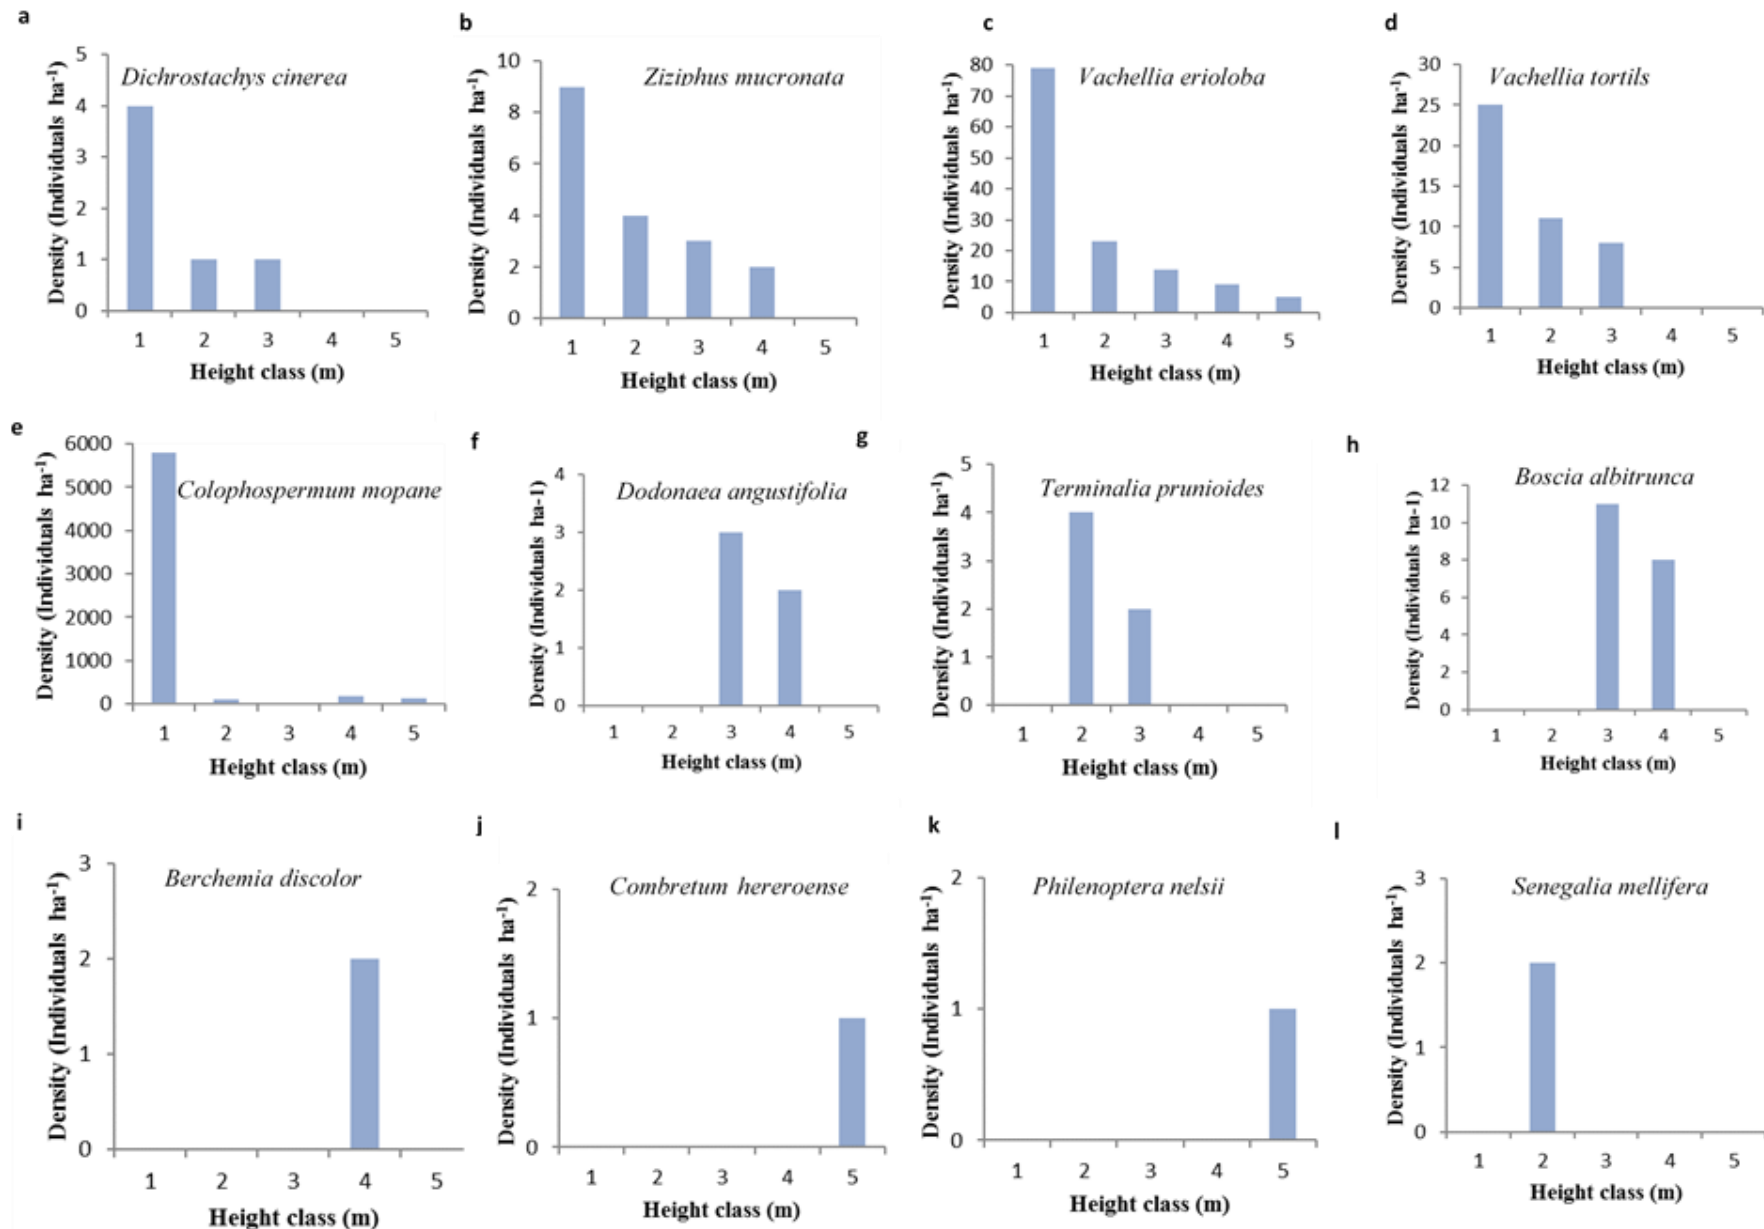 a
Dichrostachys cinerea
Density (Individuals ha-1)
5
4
3
2
1
0
1 2 3 4 5
Height class (m)
b
Ziziphus mucronata
Density (Individuals ha-1)
10
8
6
4
2
0
1 2 3 4 5
Height class (m)
c
Vachellia erioloba
Density (Individuals ha-1)
80
70
60
50
40
30
20
10
0
1 2 3 4 5
Height class (m)
d
Vachellia tortils
Density (Individuals ha-1)
30
25
20
15
10
5
0
1 2 3 4 5
Height class (m)
e
Colophospermum mopane
Density (Individuals ha-1)
6000
5000
4000
3000
2000
1000
0
1 2 3 4 5
Height class (m)
f
Dodonaea angustifolia
Density (Individuals ha-1)
4
3
2
1
0
1 2 3 4 5
Height class (m)
g
Terminalia prunioides
Density (Individuals ha-1)
5
4
3
2
1
0
1 2 3 4 5
Height class (m)
h
Boscia albitrunca
Density (Individuals ha-1)
12
10
8
6
4
2
0
1 2 3 4 5
Height class (m)
i
Berchemia discolor
Density (Individuals ha-1)
3
2
1
0
1 2 3 4 5
Height class (m)
j
Combretum hereroense
Density (Individuals ha-1)
2
1
0
1 2 3 4 5
Height class (m)
k
Philenoptera nelsii
Density (Individuals ha-1)
2
1
0
1 2 3 4 5
Height class (m)
l
Senegalia mellifera
Density (Individuals ha-1)
3
2
1
0
1 2 3 4 5
Height class (m)